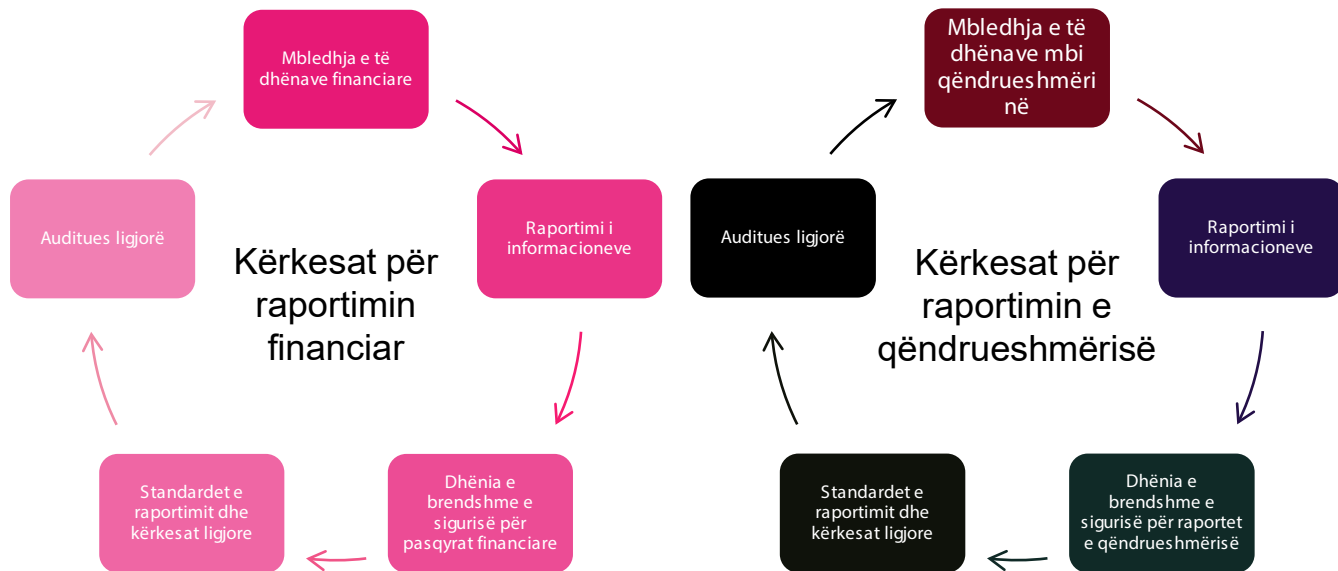 Mbledhja e të
dhënave financiare
Raportimi i
informacioneve
Dhënia e
brendshme e
sigurisë për
pasqyrat financiare
Standardet e
raportimit dhe
kërkesat ligjore
Auditues ligjorë
Kërkesat për
raportimin
financiar
Mbledhja e të
dhënave mbi
qëndrueshmëri
në
Raportimi i
informacioneve
Dhënia e
brendshme e
sigurisë për raportet
e qëndrueshmërisë
Standardet e
raportimit dhe
kërkesat ligjore
Auditues ligjorë
Kërkesat për
raportimin e
qëndrueshmërisë